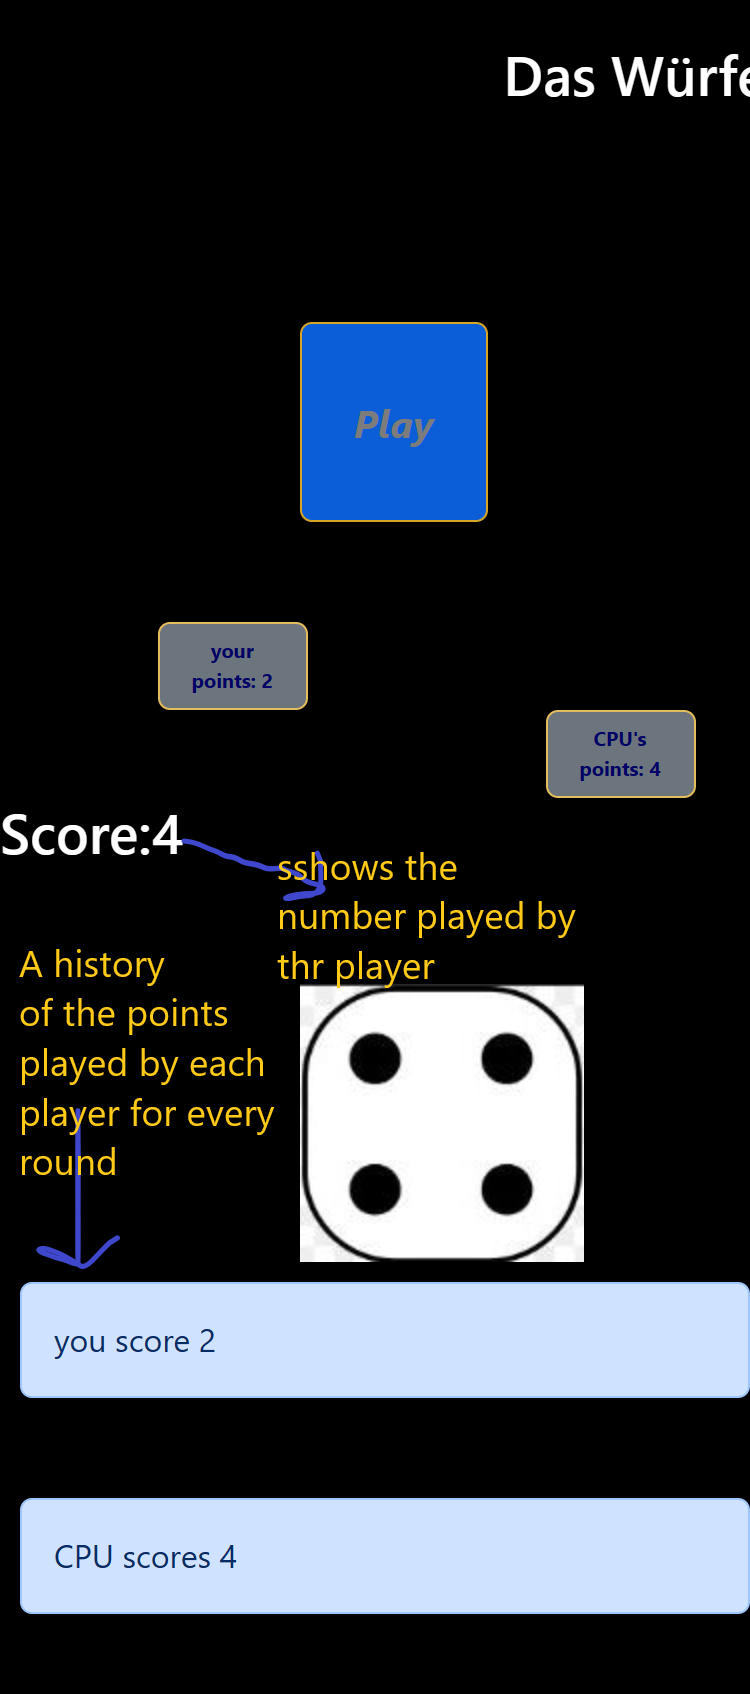 Das Würfe
Play
your
points: 2
CPU's
points: 4
Score:4
sshows the
number played by
thr player
A history
of the points
played by each
player for every
round
you score 2
CPU scores 4